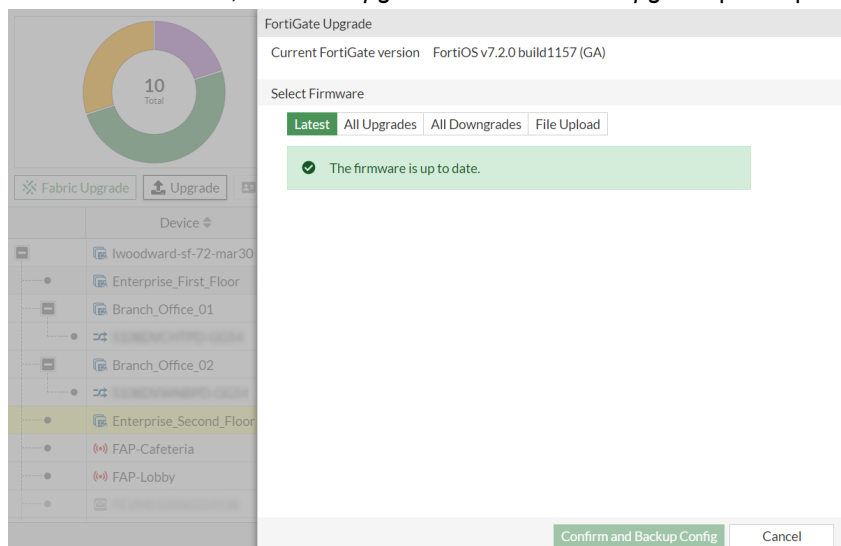 FortiGate Upgrade
Current FortiGate version FortiOS v7.2.0 build1157 (GA)
Select Firmware
Latest All Upgrades All Downgrades File Upload
The firmware is up to date.
10
Total
Fabric Upgrade Upgrade
Device
lwoodward-sf-72-mar30
Enterprise_First_Floor
Branch_Office_01
Branch_Office_02
Enterprise_Second_Floor
FAP-Cafeteria
FAP-Lobby
Confirm and Backup Config Cancel